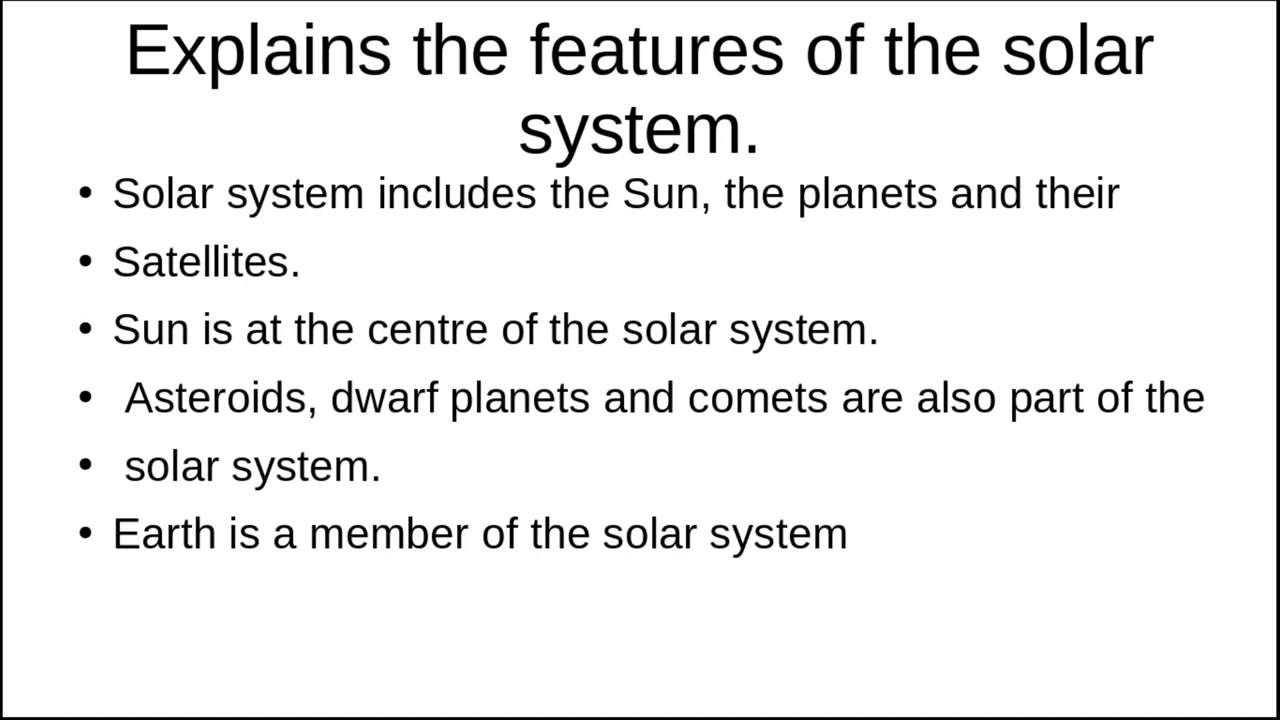 Explains the features of the solar
system.
• Solar system includes the Sun, the planets and their
• Satellites.
• Sun is at the centre of the solar system.
• Asteroids, dwarf planets and comets are also part of the
• solar system.
• Earth is a member of the solar system